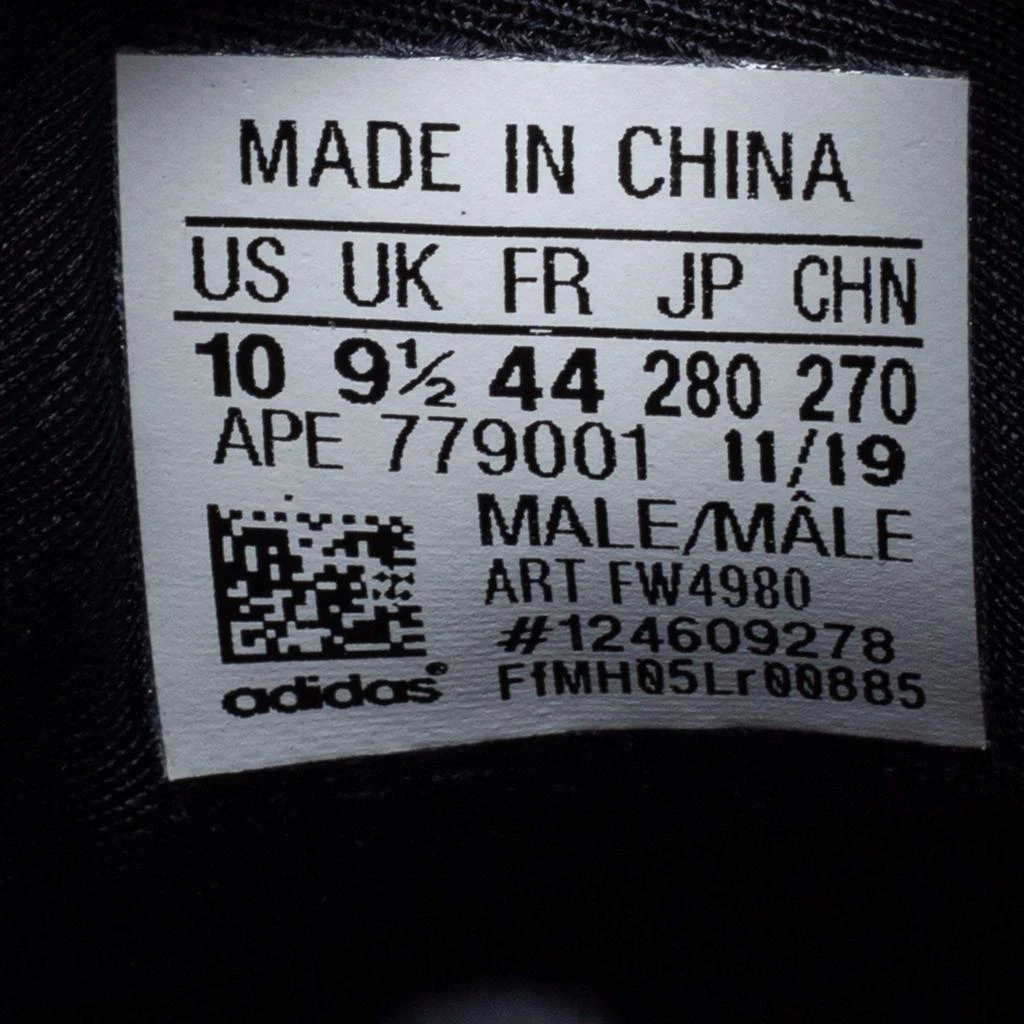 MADE IN CHINA
US UK FR JP CHN
10 9½ 44 280 270
APE 779001 11/19
MALE/MÂLE
ART FW4980
#124609278
FfMH05Lr00885
adidas®